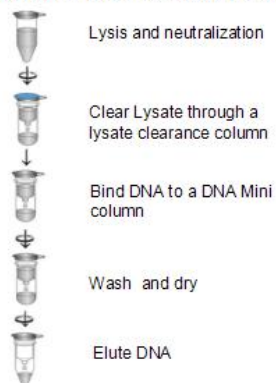 Lysis and neutralization
Clear Lysate through a
lysate clearance column
Bind DNA to a DNA Mini
column
Wash and dry
Elute DNA